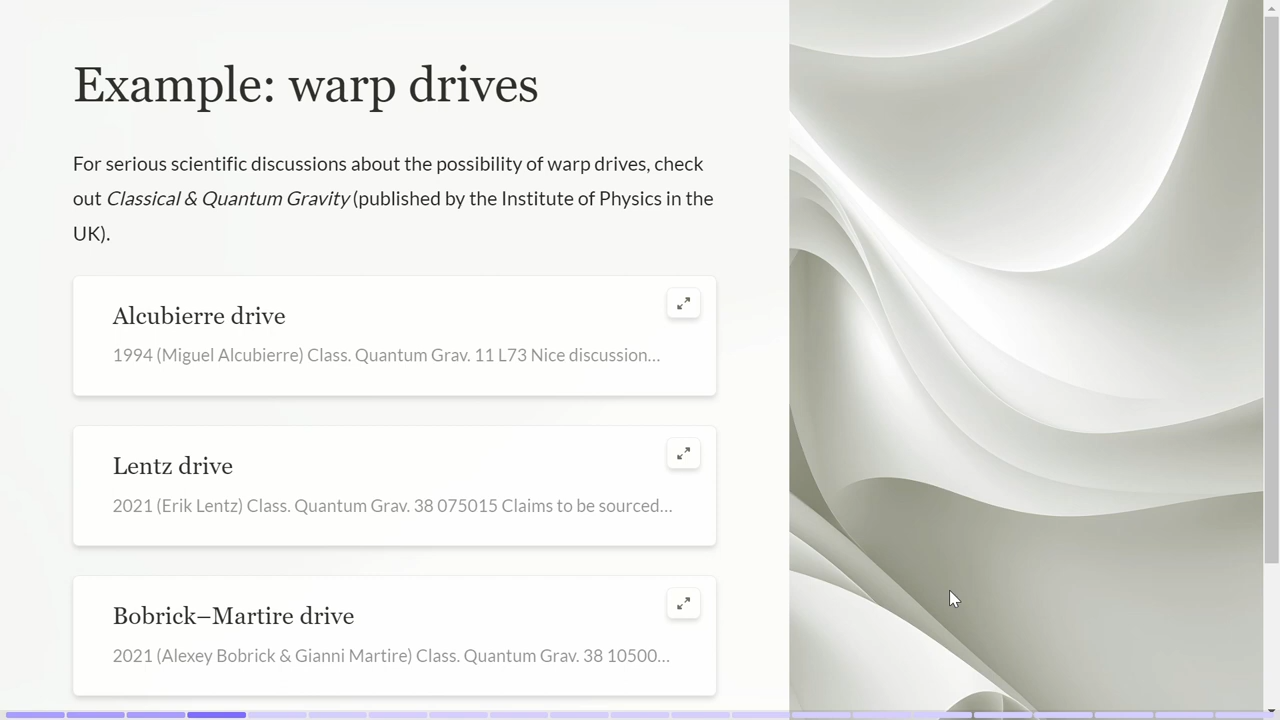 Example: warp drives
For serious scientific discussions about the possibility of warp drives, check
out Classical & Quantum Gravity (published by the Institute of Physics in the
UK).
Alcubierre drive
1994 (Miguel Alcubierre) Class. Quantum Grav. 11 L73 Nice discussion...
Lentz drive
2021 (Erik Lentz) Class. Quantum Grav. 38 075015 Claims to be sourced...
Bobrick–Martire drive
2021 (Alexey Bobrick & Gianni Martire) Class. Quantum Grav. 38 10500...